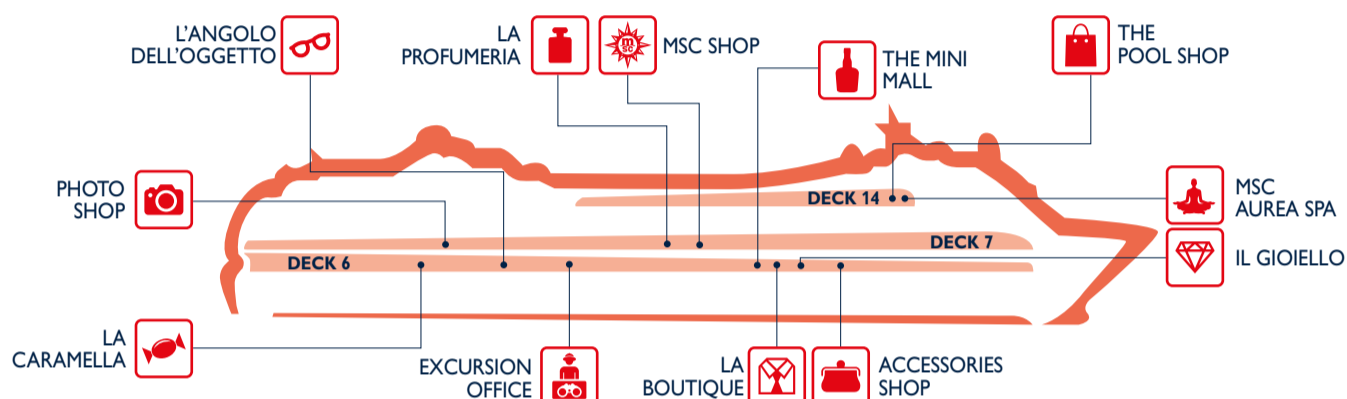 L'ANGOLO
DELL'OGGETTO
LA
PROFUMERIA
msc
MSC SHOP
THE MINI
MALL
THE
POOL SHOP
PHOTO
SHOP
DECK 14
MSC
AUREA SPA
DECK 7
DECK 6
IL GIOIELLO
LA
CARAMELLA
EXCURSION
OFFICE
LA
BOUTIQUE
ACCESSORIES
SHOP